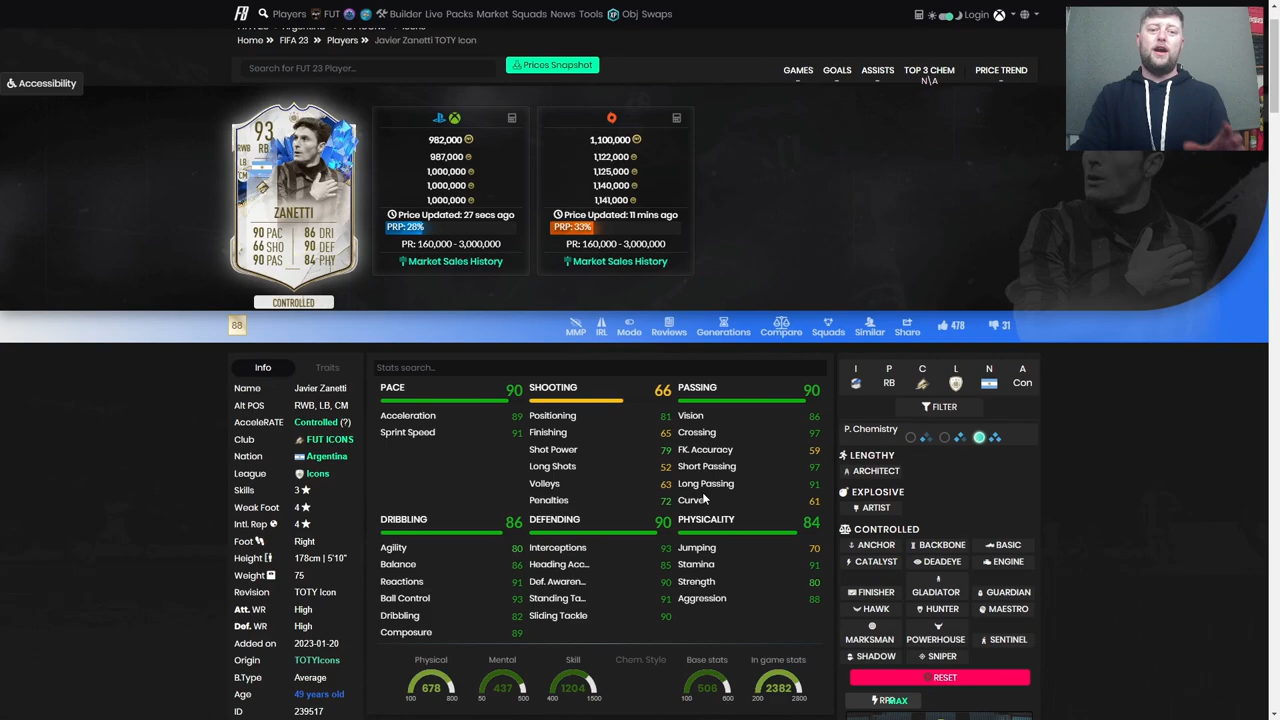 F8 Players FUT Builder Live Packs Market Squads News Tools Obj Swaps Login
Home » FIFA 23 » Players » Javier Zanetti TOTY Icon
Search for FUT 23 Player...
Prices Snapshot
GAMES GOALS ASSISTS TOP 3 CHEM PRICE TREND
- - - N\A -
Accessibility
93
RB
RWB
LB
CM
ZANETTI
90 PAC 86 DRI
66 SHO 90 DEF
90 PAS 84 PHY
CONTROLLED
982,000
987,000
1,000,000
1,000,000
1,000,000
Price Updated: 27 secs ago
PRP: 28%
PR: 160,000 - 3,000,000
Market Sales History
1,100,000
1,122,000
1,125,000
1,140,000
1,141,000
Price Updated: 11 mins ago
PRP: 33%
PR: 160,000 - 3,000,000
Market Sales History
88
MMP IRL Mode Reviews Generations Compare Squads Similar Share 478 31
Info Traits
Name Javier Zanetti
Alt POS RWB, LB, CM
AcceleRATE Controlled (?)
Club FUT ICONS
Nation Argentina
League Icons
Skills 3
Weak Foot 4
Intl. Rep 4
Foot Right
Height 178cm | 5'10"
Weight 75
Revision TOTY Icon
Att. WR High
Def. WR High
Added on 2023-01-20
Origin TOTYIcons
B.Type Average
Age 49 years old
ID 239517
Stats search...
PACE 90
Acceleration 89
Sprint Speed 91
SHOOTING 66
Positioning 81
Finishing 65
Shot Power 79
Long Shots 52
Volleys 63
Penalties 72
PASSING 90
Vision 86
Crossing 97
FK. Accuracy 59
Short Passing 97
Long Passing 91
Curve 61
DRIBBLING 86
Agility 80
Balance 86
Reactions 91
Ball Control 93
Dribbling 82
Composure 89
DEFENDING 90
Interceptions 93
Heading Acc... 85
Def. Awaren... 90
Standing Ta... 91
Sliding Tackle 90
PHYSICALITY 84
Jumping 70
Stamina 91
Strength 80
Aggression 88
Physical Mental Skill Chem. Style Base stats In game stats
678 437 1204 506 2382
100 800 50 500 400 1500 100 600 200 2800
I P C L N A
RB Con
FILTER
P. Chemistry
LENGTHY
ARCHITECT
EXPLOSIVE
ARTIST
CONTROLLED
ANCHOR BACKBONE BASIC
CATALYST DEADEYE ENGINE
FINISHER GLADIATOR GUARDIAN
HAWK HUNTER MAESTRO
MARKSMAN POWERHOUSE SENTINEL
SHADOW SNIPER
RESET
MAX